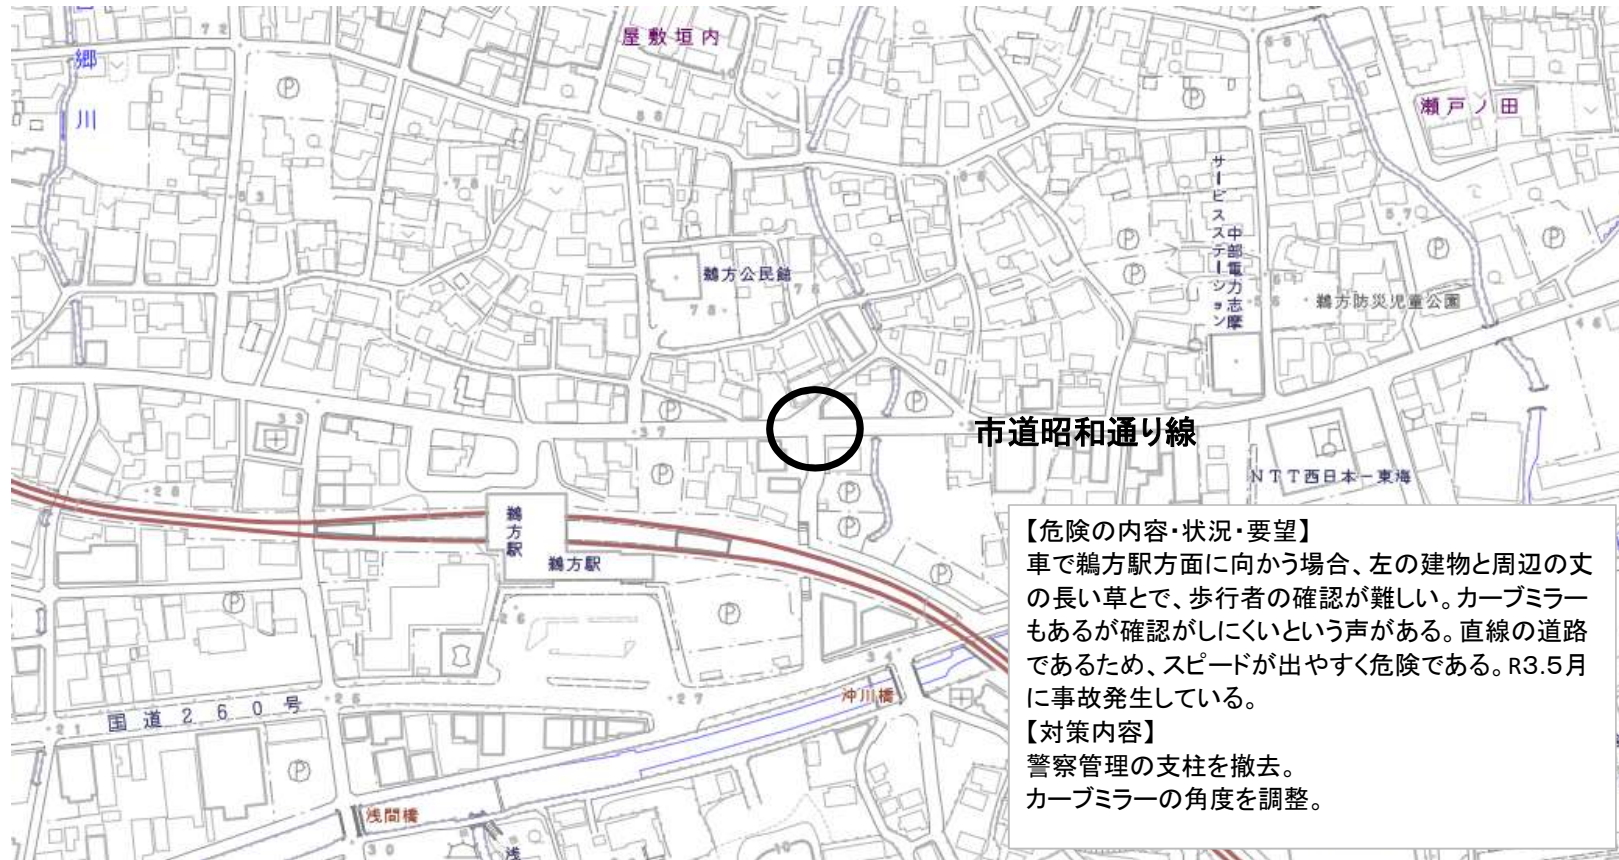 屋敷垣内
72
郷川
瀬戸ノ田
サービスステーション
中部電力志摩
鵜方公民館
鵜方防災児童公園
市道昭和通り線
NTT西日本-東海
鵜方駅
鵜方駅
沖川橋
国道260号
浅間橋
浅
【危険の内容・状況・要望】
車で鵜方駅方面に向かう場合、左の建物と周辺の丈
の長い草とで、歩行者の確認が難しい。カーブミラー
もあるが確認がしにくいという声がある。直線の道路
であるため、スピードが出やすく危険である。R3.5月
に事故発生している。
【対策内容】
警察管理の支柱を撤去。
カーブミラーの角度を調整。